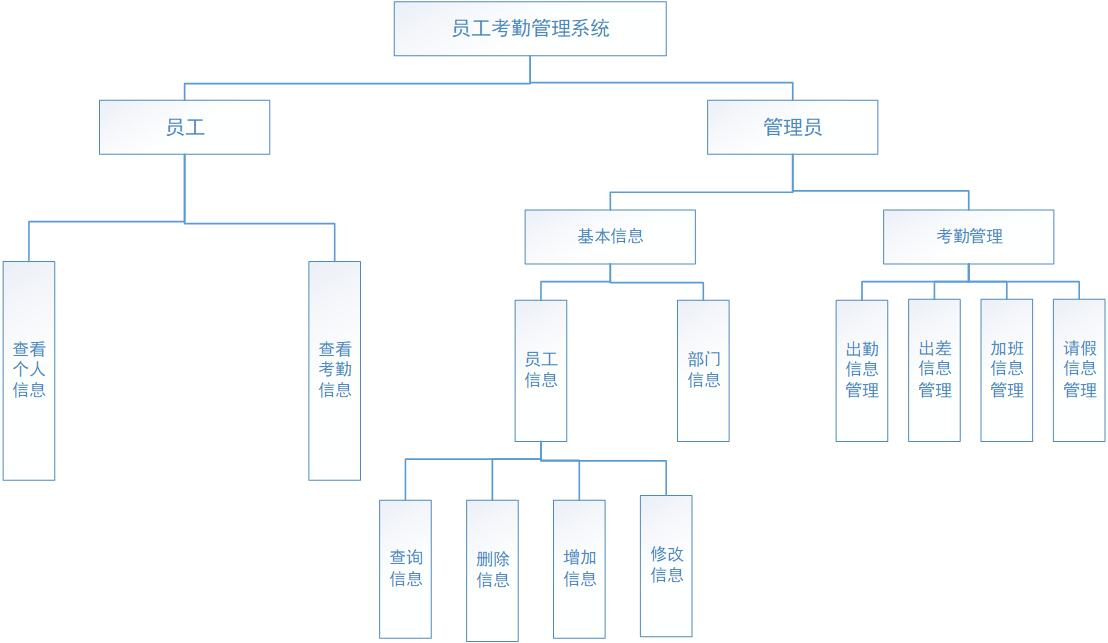 员工考勤管理系统
员工
管理员
基本信息
考勤管理
查看
个人
信息
查看
考勤
信息
员工
信息
部门
信息
出勤
信息
管理
出差
信息
管理
加班
信息
管理
请假
信息
管理
查询
信息
删除
信息
增加
信息
修改
信息